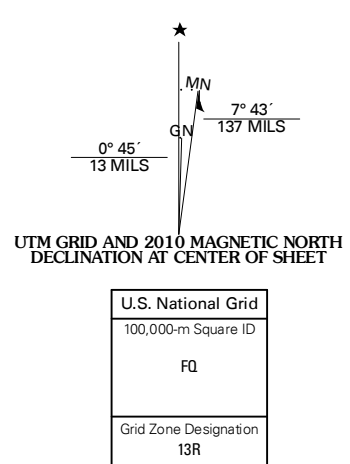 ★
MN
7° 43´
137 MILS
GN
0° 45´
13 MILS
UTM GRID AND 2010 MAGNETIC NORTH
DECLINATION AT CENTER OF SHEET
U.S. National Grid
100,000-m Square ID
FQ
Grid Zone Designation
13R